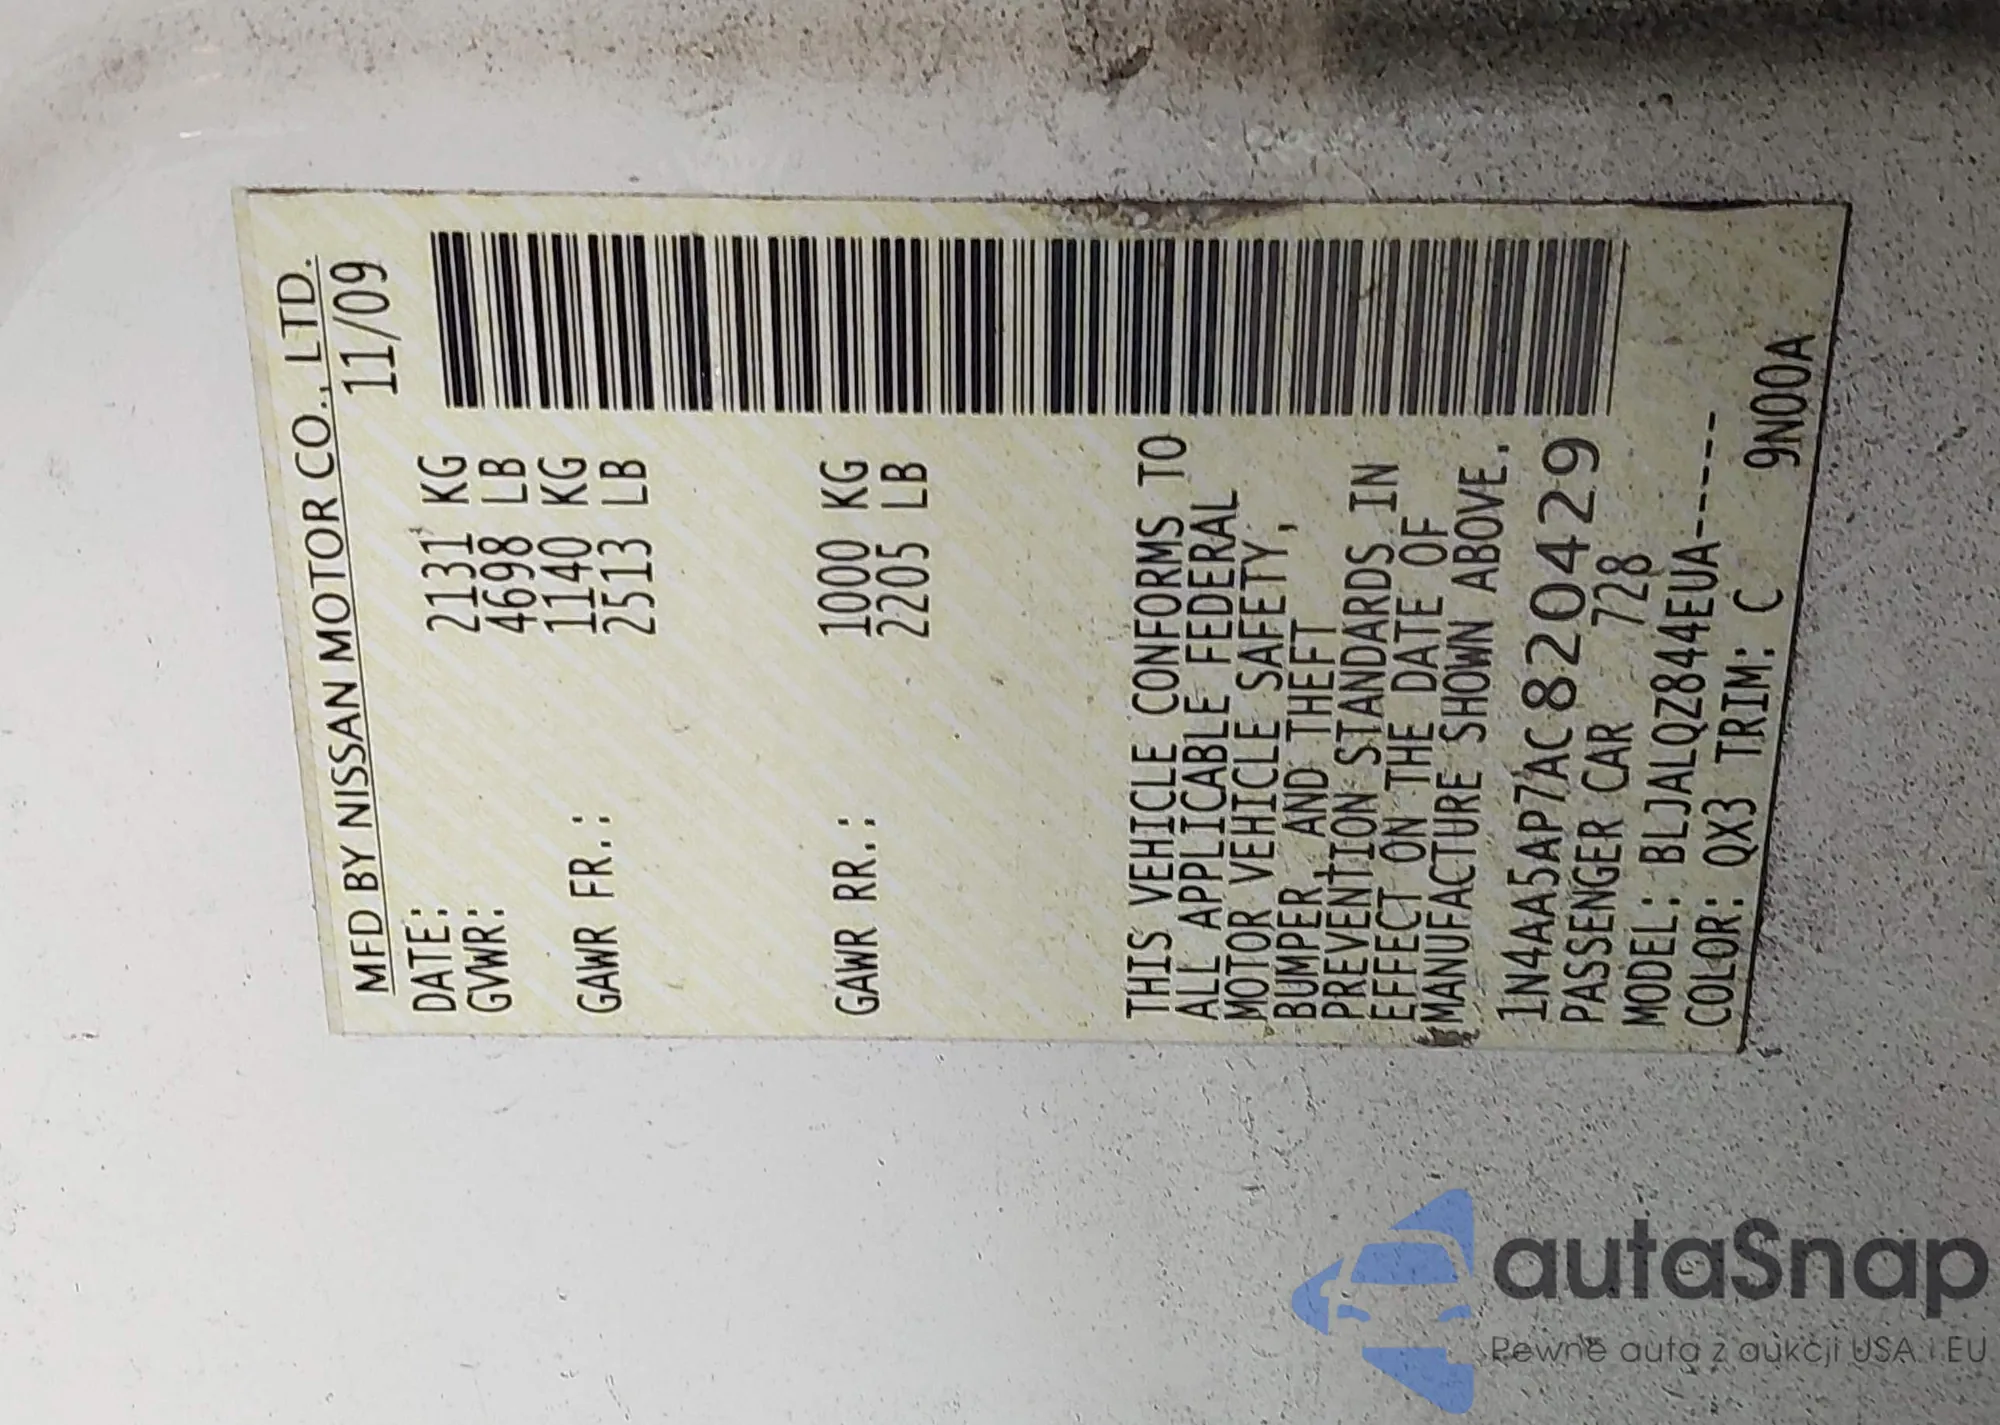 MFD BY NISSAN MOTOR CO., LTD.
DATE: 11/09
GVWR: 2131 KG
4698 LB
GAWR FR.: 1140 KG
2513 LB
GAWR RR.: 1000 KG
2205 LB
THIS VEHICLE CONFORMS TO
ALL APPLICABLE FEDERAL
MOTOR VEHICLE SAFETY,
BUMPER, AND THEFT
PREVENTION STANDARDS IN
EFFECT ON THE DATE OF
MANUFACTURE SHOWN ABOVE.
1N4AA5AP7AC820429
PASSENGER CAR 728
MODEL: BLJALQZ844EUA-----
COLOR: QX3 TRIM: C 9N00A
autaSnap
Pewne auta z aukcji USA i EU